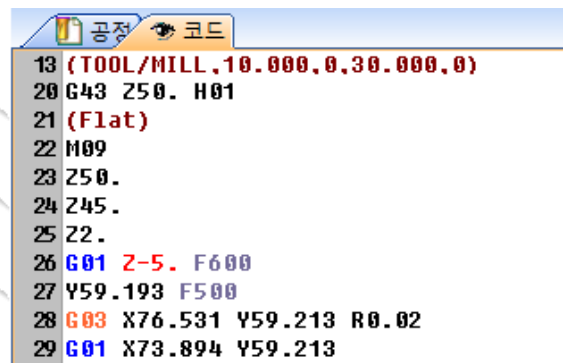 공정 코드
13 (TOOL/MILL,10.000,0,30.000,0)
20 G43 Z50. H01
21 (Flat)
22 M09
23 Z50.
24 Z45.
25 Z2.
26 G01 Z-5. F600
27 Y59.193 F500
28 G03 X76.531 Y59.213 R0.02
29 G01 X73.894 Y59.213